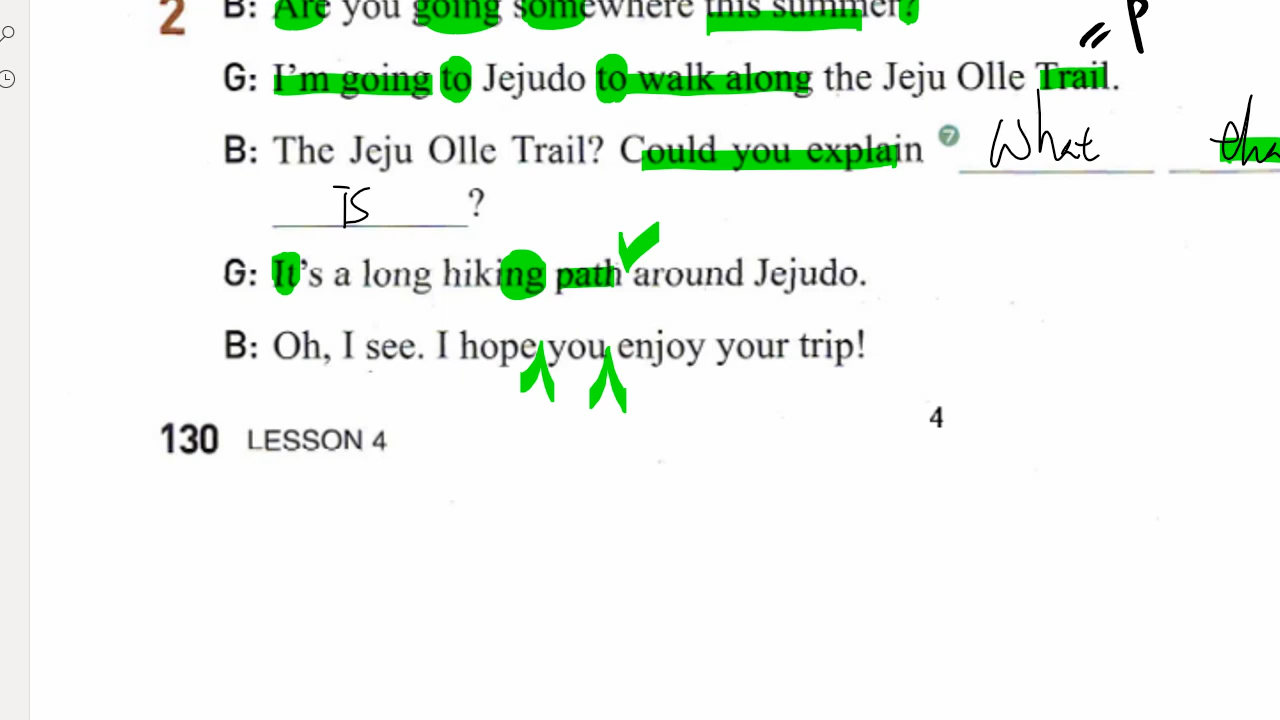 2 B: Are you going somewhere this summer?
= P
G: I'm going to Jejudo to walk along the Jeju Olle Trail.
B: The Jeju Olle Trail? Could you explain 7 What
Is ?
G: It's a long hiking path around Jejudo.
B: Oh, I see. I hope you enjoy your trip!
4
130 LESSON 4